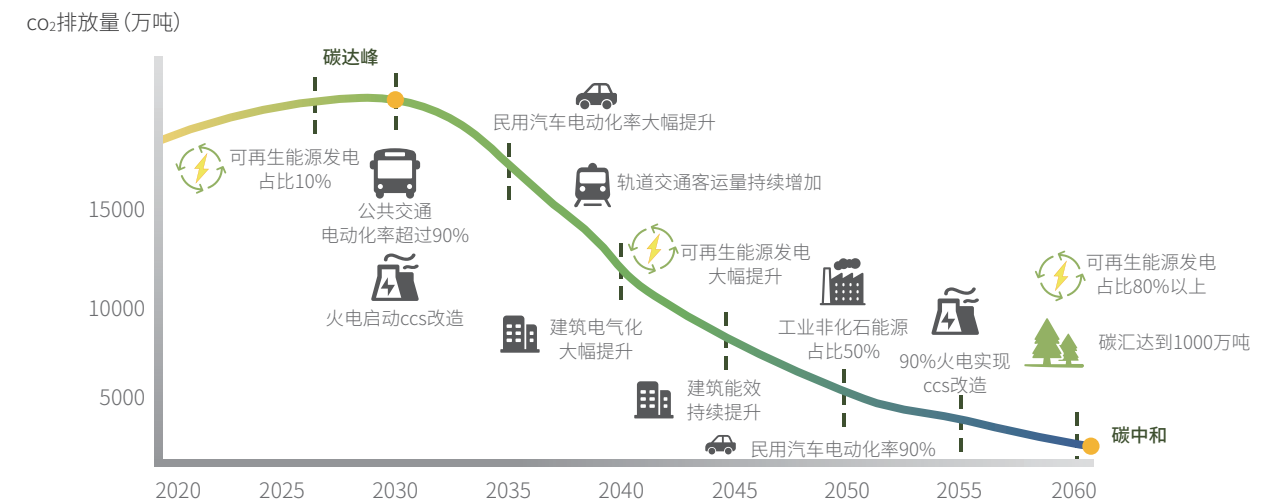 co₂排放量(万吨)
碳达峰
民用汽车电动化率大幅提升
可再生能源发电
占比10%
轨道交通客运量持续增加
15000
公共交通
电动化率超过90%
可再生能源发电
大幅提升
可再生能源发电
占比80%以上
10000
火电启动ccs改造
建筑电气化
大幅提升
工业非化石能源
占比50%
90%火电实现
ccs改造
碳汇达到1000万吨
5000
建筑能效
持续提升
民用汽车电动化率90%
碳中和
2020 2025 2030 2035 2040 2045 2050 2055 2060